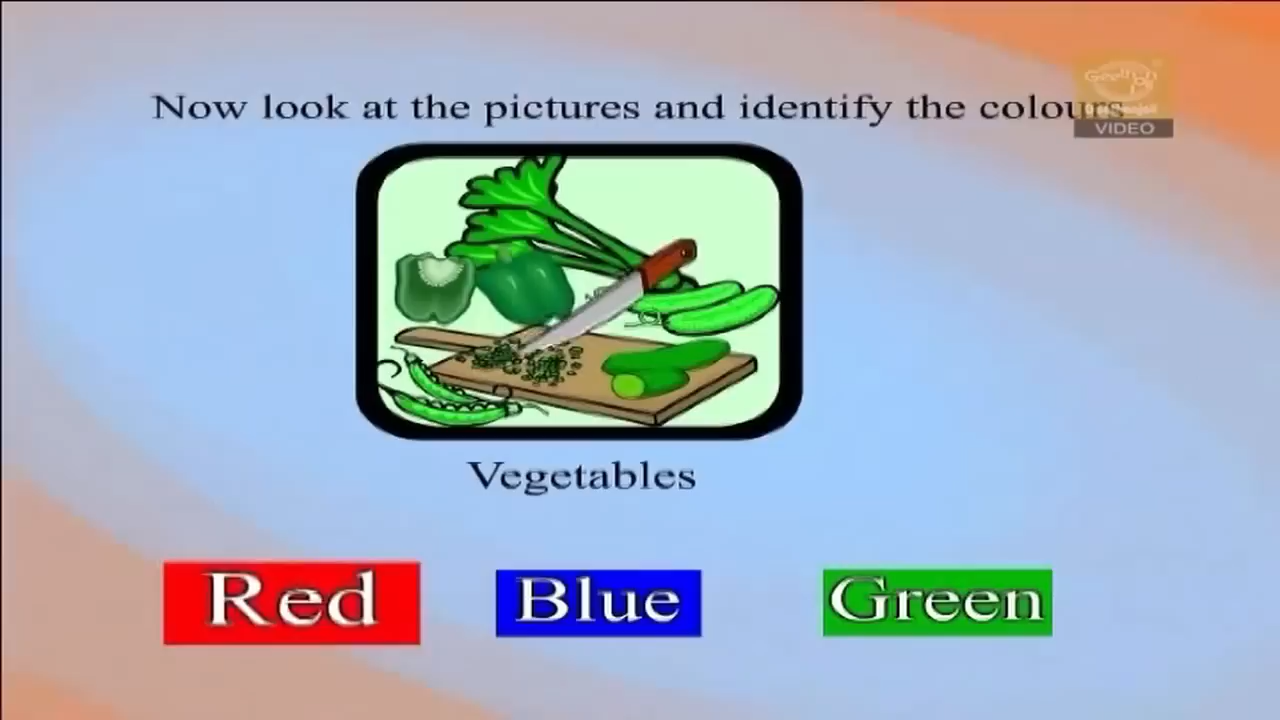 Now look at the pictures and identify the colours
VIDEO
Vegetables
Red
Blue
Green